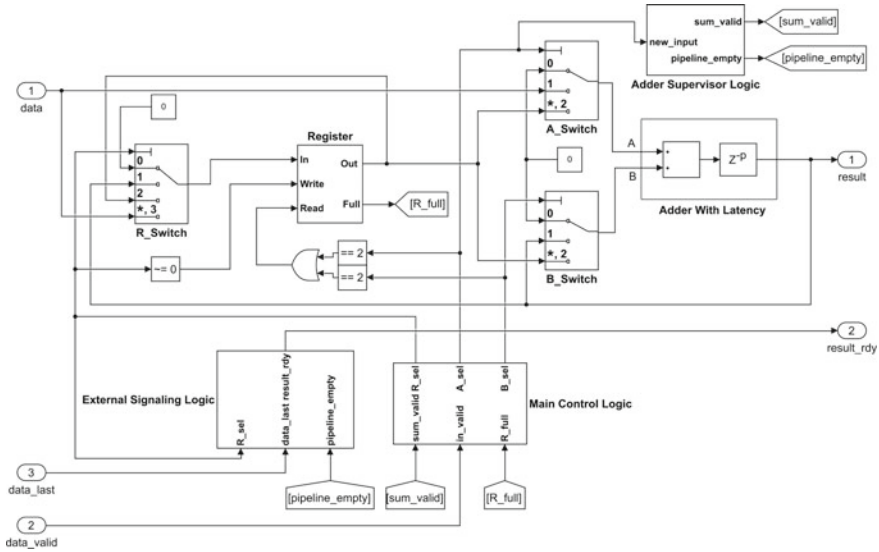 sum_valid
[sum_valid]
new_input
pipeline_empty
[pipeline_empty]
Adder Supervisor Logic
0
1
*, 2
A_Switch
1
data
0
0
1
2
*, 3
R_Switch
Register
In
Out
Write
Read
Full
[R_full]
A
B
+
+
Z-p
Adder With Latency
1
result
0
0
1
*, 2
B_Switch
~= 0
== 2
== 2
2
result_rdy
External Signaling Logic
R_sel
data_last result_rdy
pipeline_empty
sum_valid R_sel
in_valid A_sel
R_full B_sel
Main Control Logic
3
data_last
[pipeline_empty]
[sum_valid]
[R_full]
2
data_valid